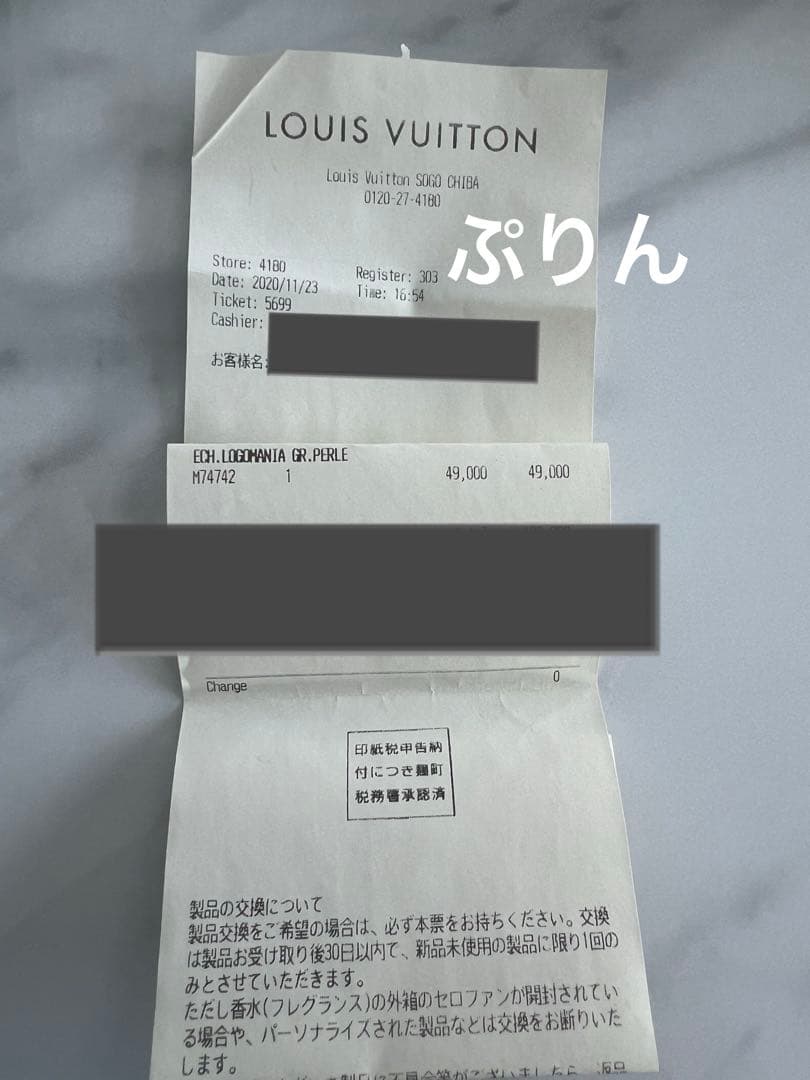 LOUIS VUITTON
Louis Vuitton SOGO CHIBA
0120-27-4180
ぷりん
Store: 4180
Register: 303
Date: 2020/11/23
Time: 16:54
Ticket: 5699
Cashier:
お客様名:
ECH.LOGOMANIA GR.PERLE
M74742 1 49,000 49,000
Change 0
印紙税申告納
付につき麹町
税務署承認済
製品の交換について
製品交換をご希望の場合は、必ず本票をお持ちください。交換
は製品お受け取り後30日以内で、新品未使用の製品に限り1回の
みとさせていただきます。
ただし香水(フレグランス)の外箱のセロファンが開封されてい
る場合や、パーソナライズされた製品などは交換をお断りいた
します。